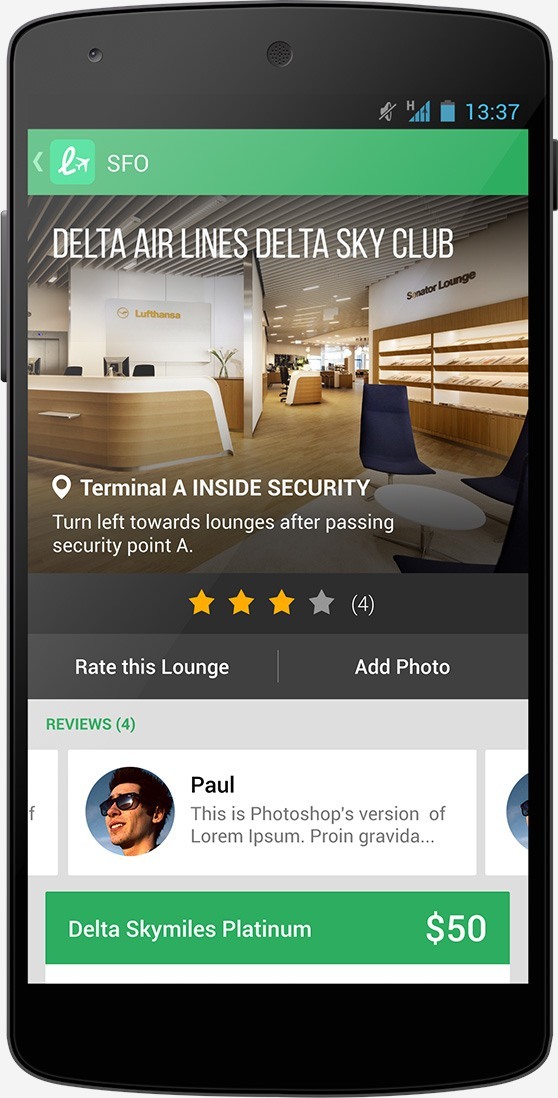 H 13:37
SFO
DELTA AIR LINES DELTA SKY CLUB
Lufthansa
Senator Lounge
Terminal A INSIDE SECURITY
Turn left towards lounges after passing
security point A.
(4)
Rate this Lounge
Add Photo
REVIEWS (4)
f
Paul
This is Photoshop's version of
Lorem Ipsum. Proin gravida...
Delta Skymiles Platinum
$50